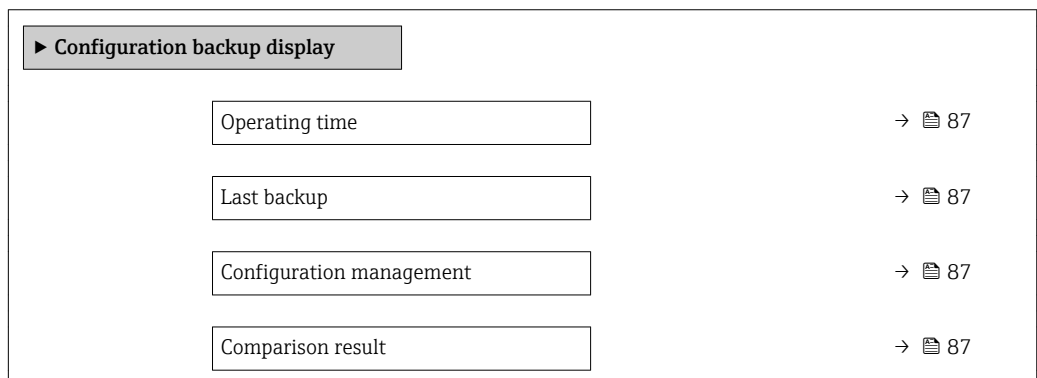 ▶ Configuration backup display
Operating time → 87
Last backup → 87
Configuration management → 87
Comparison result → 87